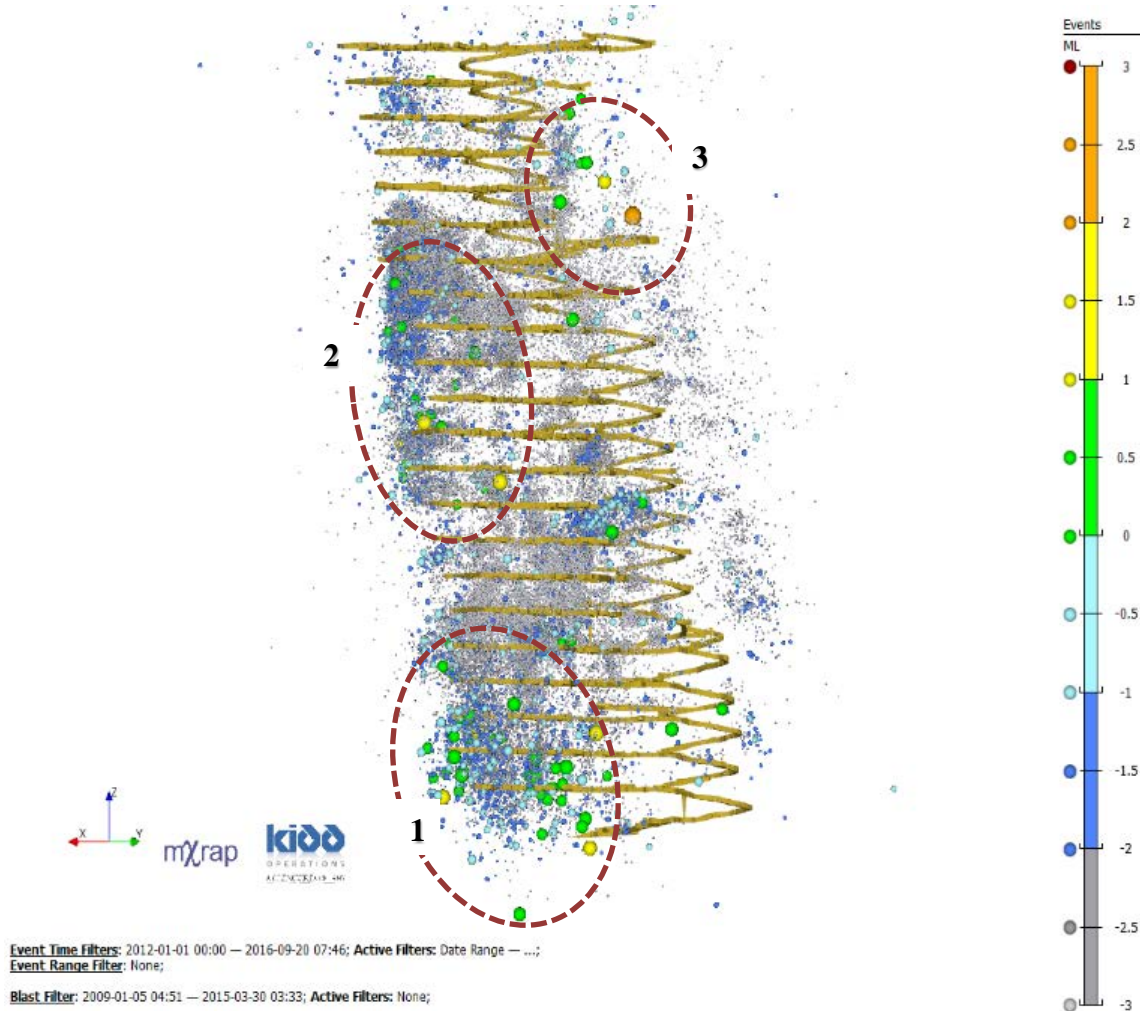 Events
ML
3
2.5
2
1.5
1
0.5
0
-0.5
-1
-1.5
-2
-2.5
-3
3
2
1
Z
X
Y
mXrap
kidd
OPERATIONS
Event Time Filters: 2012-01-01 00:00 — 2016-09-20 07:46; Active Filters: Date Range — ...;
Event Range Filter: None;
Blast Filter: 2009-01-05 04:51 — 2015-03-30 03:33; Active Filters: None;